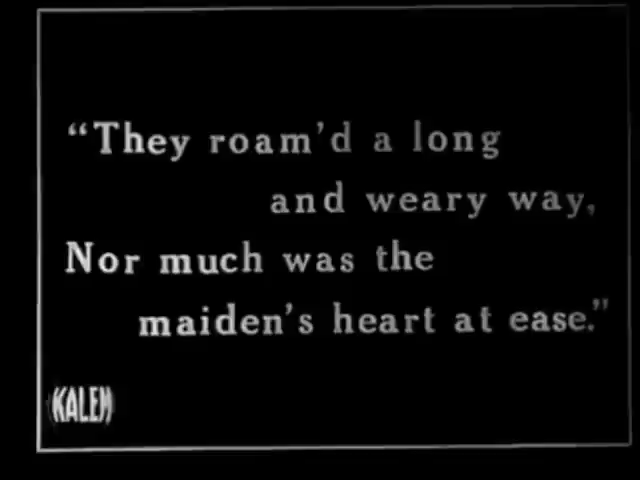 “They roam’d a long
and weary way,
Nor much was the
maiden’s heart at ease.”
KALEM